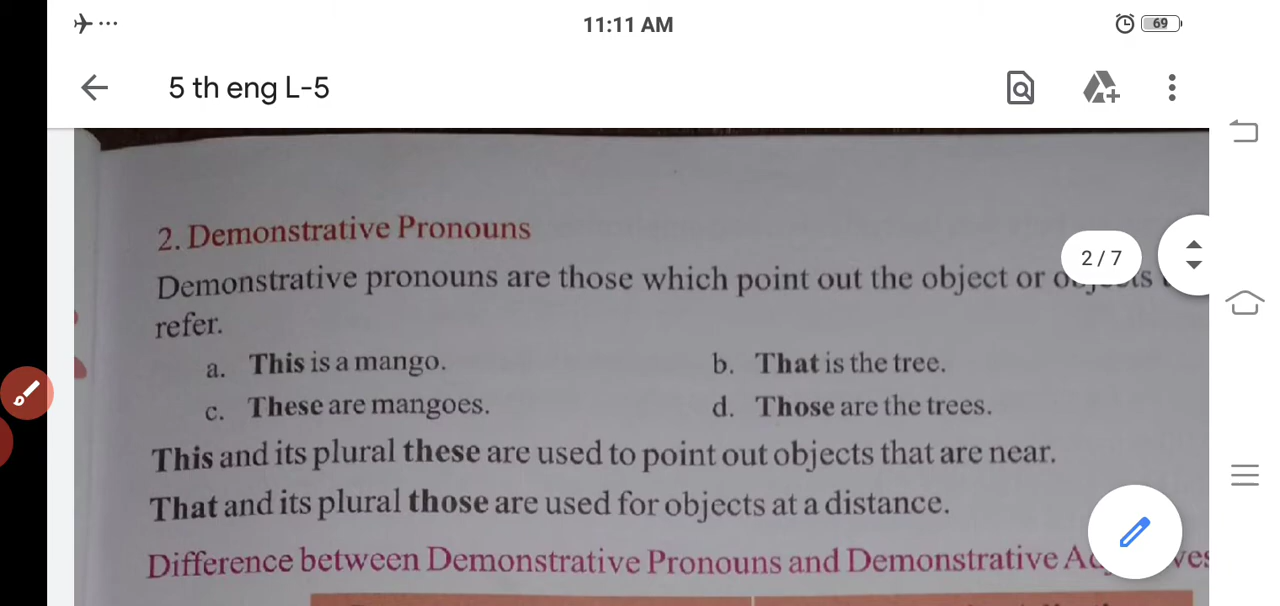 11:11 AM
69
5 th eng L-5
2. Demonstrative Pronouns
2 / 7
Demonstrative pronouns are those which point out the object or
refer.
a. This is a mango. b. That is the tree.
c. These are mangoes. d. Those are the trees.
This and its plural these are used to point out objects that are near.
That and its plural those are used for objects at a distance.
Difference between Demonstrative Pronouns and Demonstrative